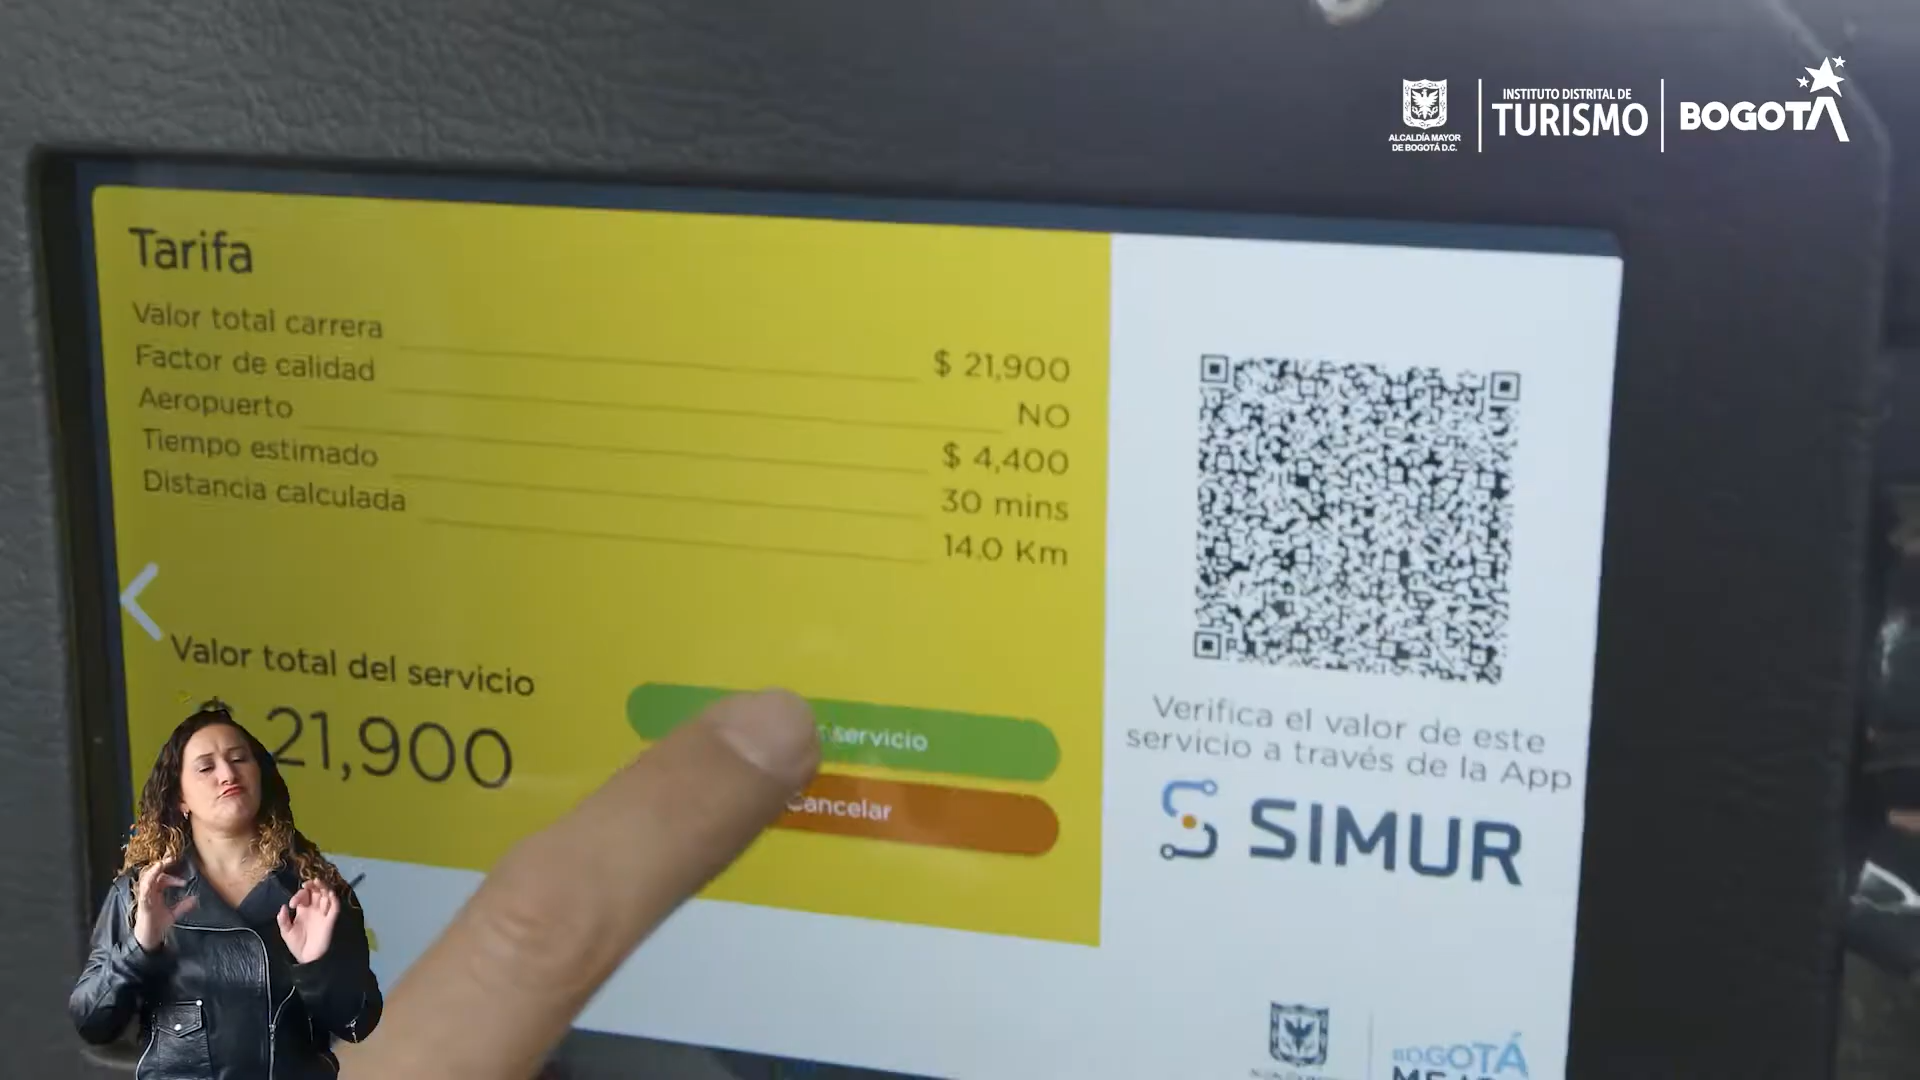 ALCALDÍA MAYOR
DE BOGOTÁ D.C.
INSTITUTO DISTRITAL DE
TURISMO
BOGOTÁ
Tarifa
Valor total carrera $ 21,900
Factor de calidad NO
Aeropuerto $ 4,400
Tiempo estimado 30 mins
Distancia calculada 14.0 Km
Valor total del servicio
$ 21,900
servicio
Cancelar
Verifica el valor de este
servicio a través de la App
SIMUR
BOGOTÁ